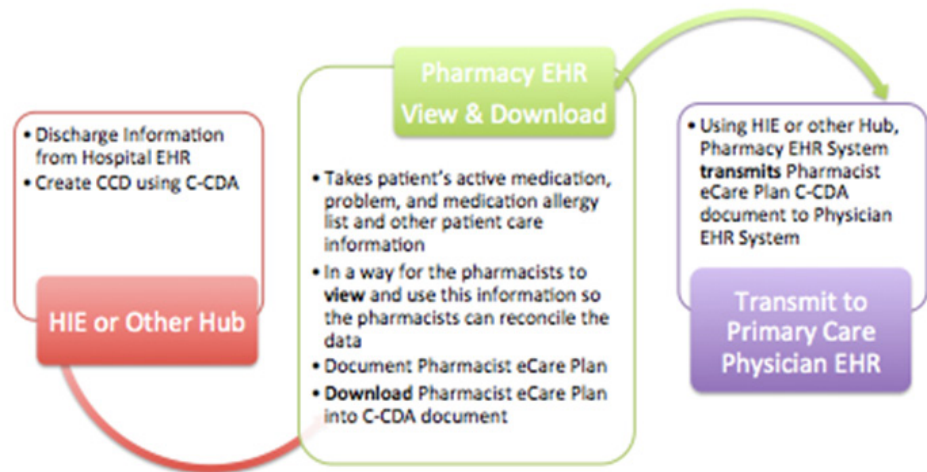 • Discharge Information
from Hospital EHR
• Create CCD using C-CDA
HIE or Other Hub
Pharmacy EHR
View & Download
• Takes patient's active medication,
problem, and medication allergy
list and other patient care
information
• In a way for the pharmacists to
view and use this information so
the pharmacists can reconcile the
data
• Document Pharmacist eCare Plan
• Download Pharmacist eCare Plan
into C-CDA document
• Using HIE or other Hub,
Pharmacy EHR System
transmits Pharmacist
eCare Plan C-CDA
document to Physician
EHR System
Transmit to
Primary Care
Physician EHR